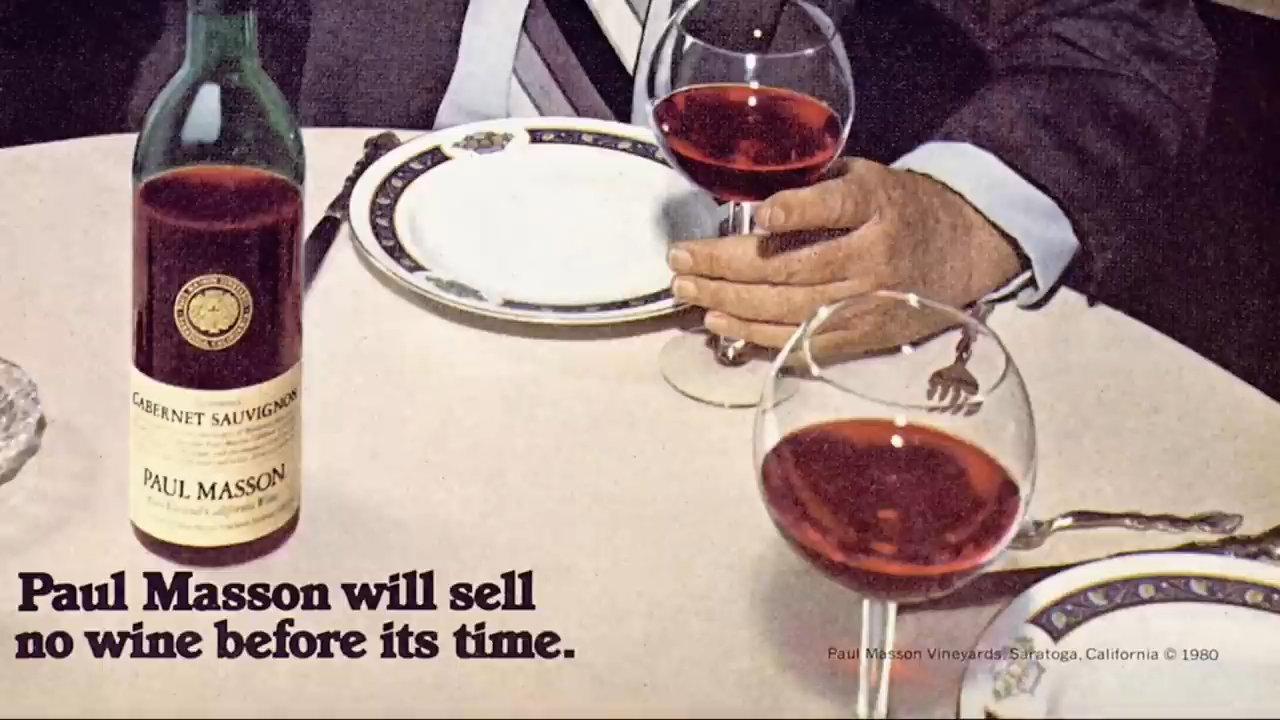 CABERNET SAUVIGNON
PAUL MASSON
Paul Masson will sell
no wine before its time.
Paul Masson Vineyards, Saratoga, California © 1980